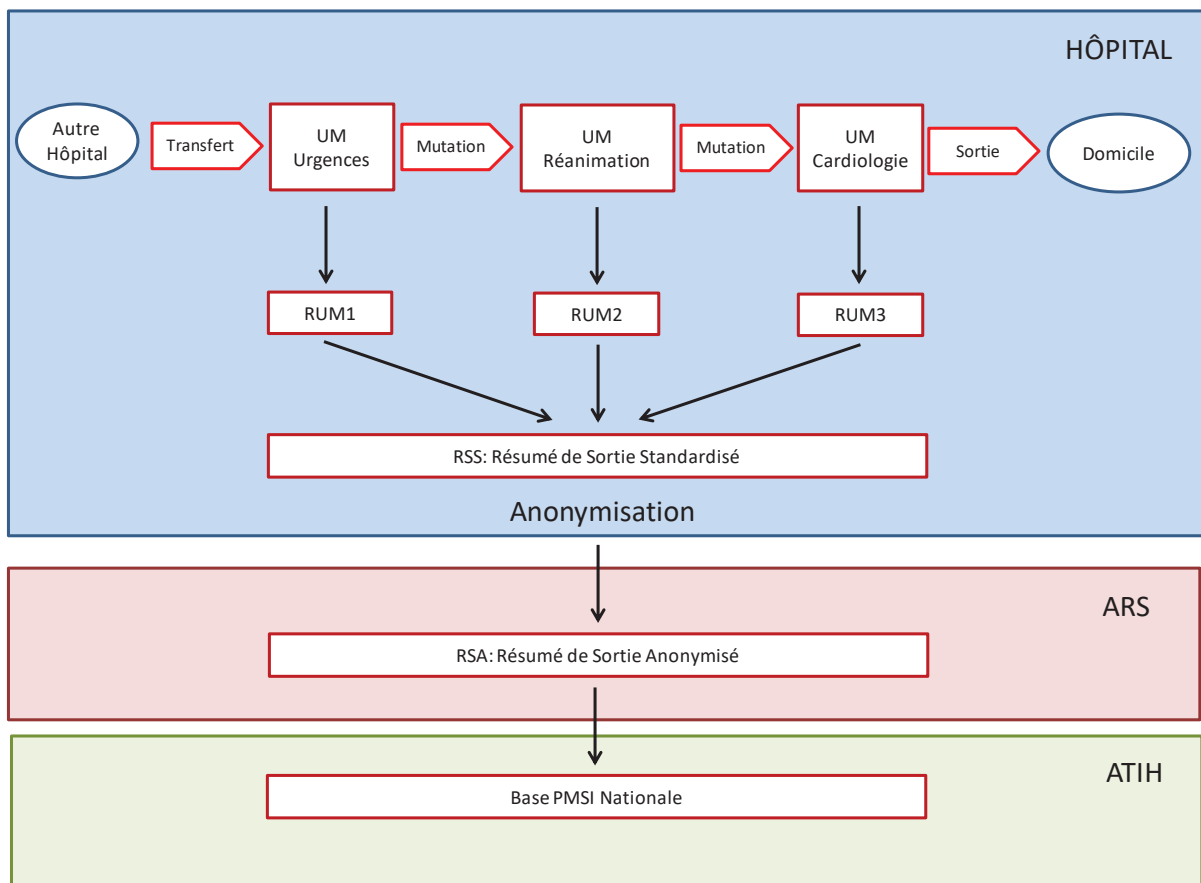 HÔPITAL
Autre
Hôpital
Transfert
UM
Urgences
Mutation
UM
Réanimation
Mutation
UM
Cardiologie
Sortie
Domicile
RUM1
RUM2
RUM3
RSS: Résumé de Sortie Standardisé
Anonymisation
ARS
RSA: Résumé de Sortie Anonymisé
ATIH
Base PMSI Nationale